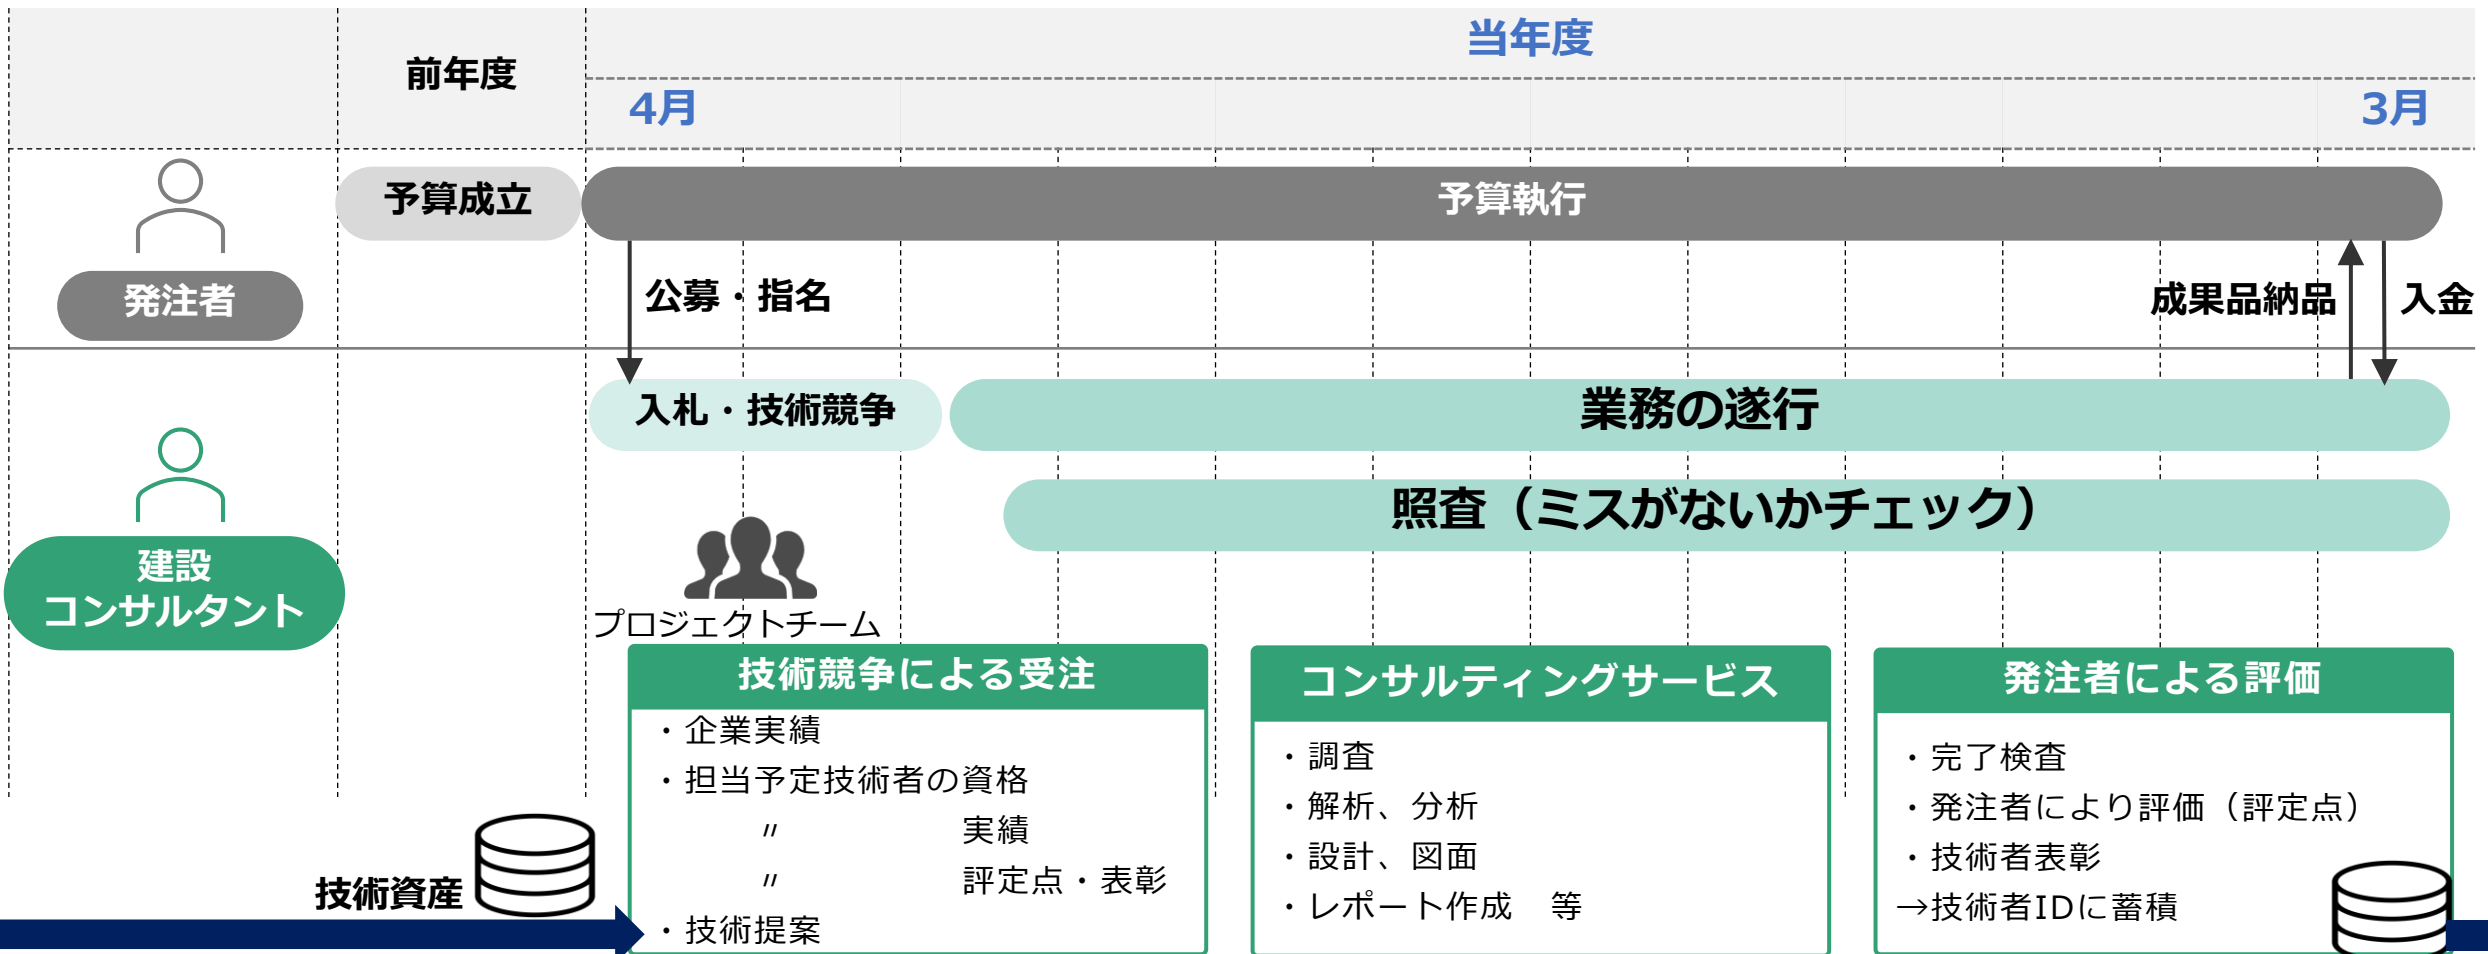 前年度
当年度
4月
3月
予算成立
予算執行
発注者
公募・指名
成果品納品
入金
入札・技術競争
業務の遂行
照査（ミスがないかチェック）
建設
コンサルタント
プロジェクトチーム
技術競争による受注
・企業実績
・担当予定技術者の資格
〃 実績
〃 評定点・表彰
・技術提案
コンサルティングサービス
・調査
・解析、分析
・設計、図面
・レポート作成　等
発注者による評価
・完了検査
・発注者により評価（評定点）
・技術者表彰
→技術者IDに蓄積
技術資産